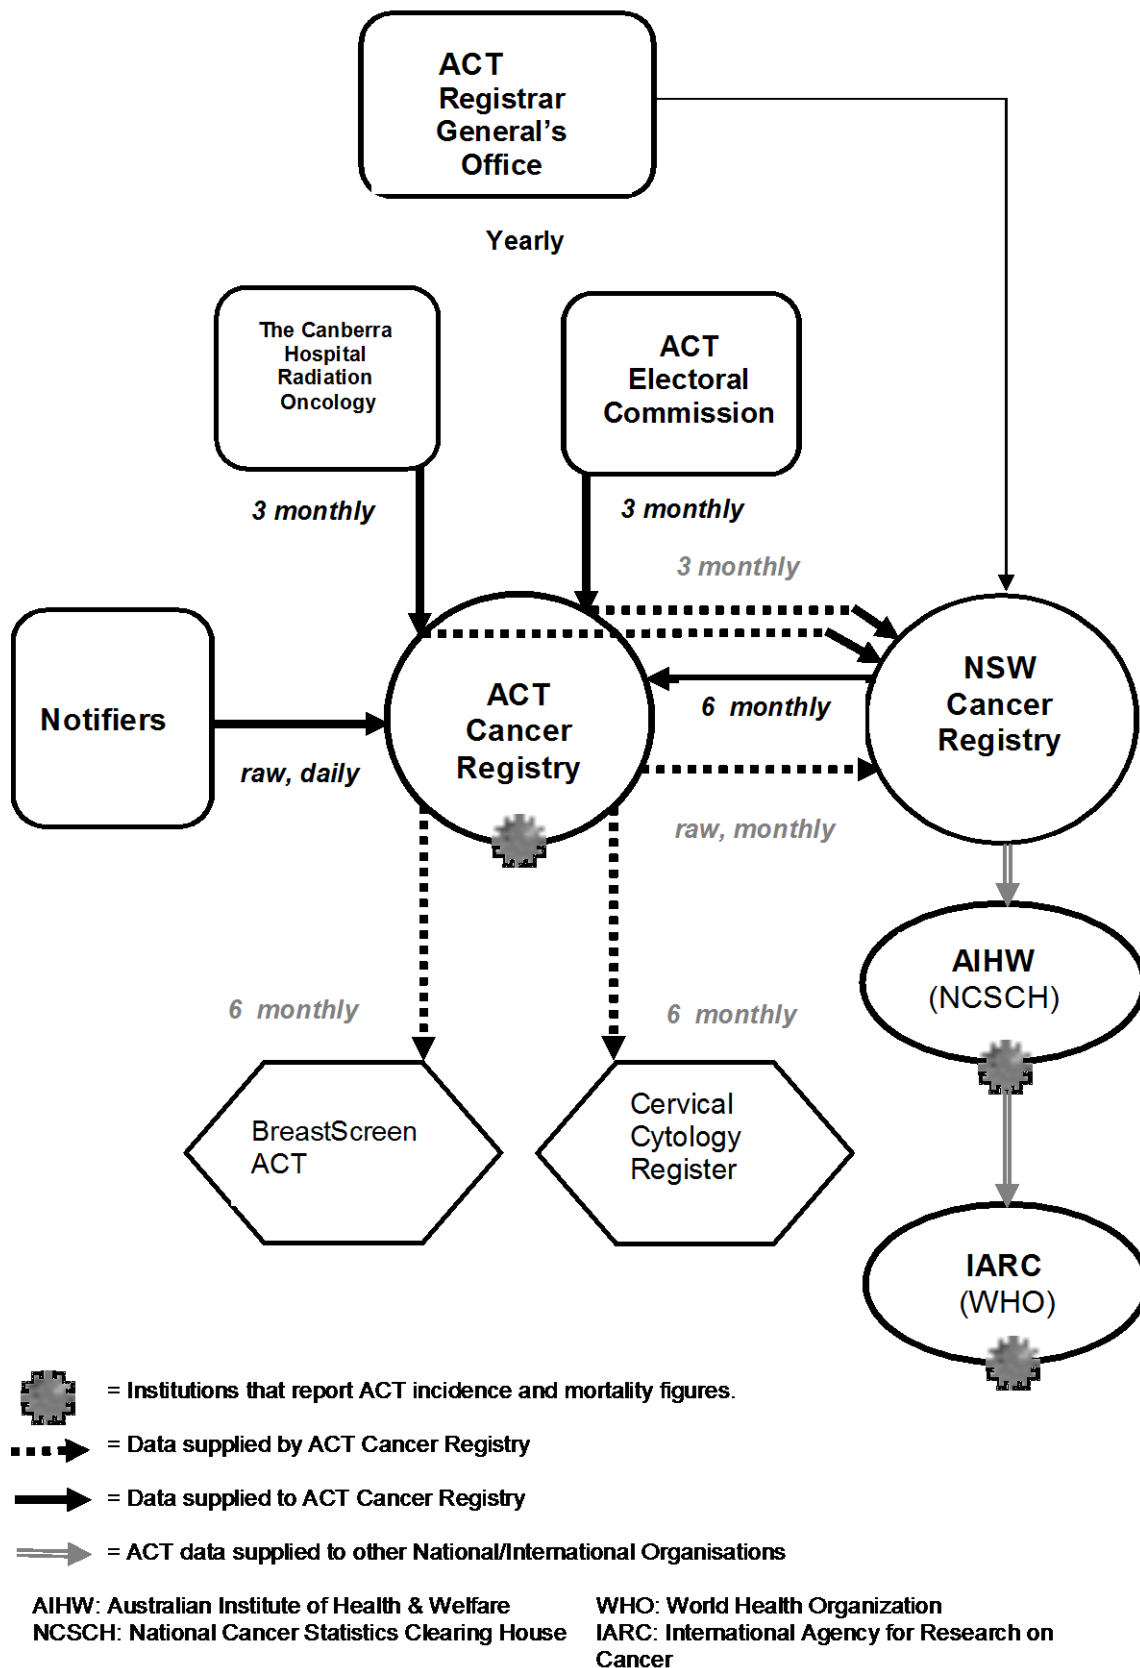 ACT
Registrar
General's
Office
Yearly
The Canberra
Hospital
Radiation
Oncology
ACT
Electoral
Commission
3 monthly
3 monthly
3 monthly
Notifiers
raw, daily
ACT
Cancer
Registry
6  monthly
raw, monthly
NSW
Cancer
Registry
AIHW
(NCSCH)
6  monthly
6  monthly
BreastScreen
ACT
Cervical
Cytology
Register
IARC
(WHO)
= Institutions that report ACT incidence and mortality figures.
= Data supplied by ACT Cancer Registry
= Data supplied to ACT Cancer Registry
= ACT data supplied to other National/International Organisations
AIHW: Australian Institute of Health & Welfare
NCSCH: National Cancer Statistics Clearing House
WHO: World Health Organization
IARC: International Agency for Research on
Cancer